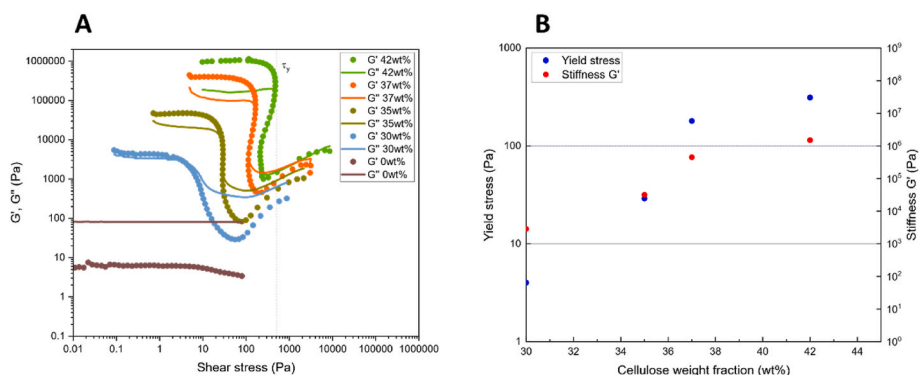 A
B
G', G'' (Pa)
1000000
100000
10000
1000
100
10
1
0.1
0.01
0.1
1
10
100
1000
10000
100000
1000000
Shear stress (Pa)
τy
G' 42wt%
G'' 42wt%
G' 37wt%
G'' 37wt%
G' 35wt%
G'' 35wt%
G' 30wt%
G'' 30wt%
G' 0wt%
G'' 0wt%
Yield stress (Pa)
1000
100
10
1
Yield stress
Stiffness G'
30 32 34 36 38 40 42 44
Cellulose weight fraction (wt%)
10⁹
10⁸
10⁷
10⁶
10⁵
10⁴
10³
10²
10¹
10⁰
Stiffness G' (Pa)